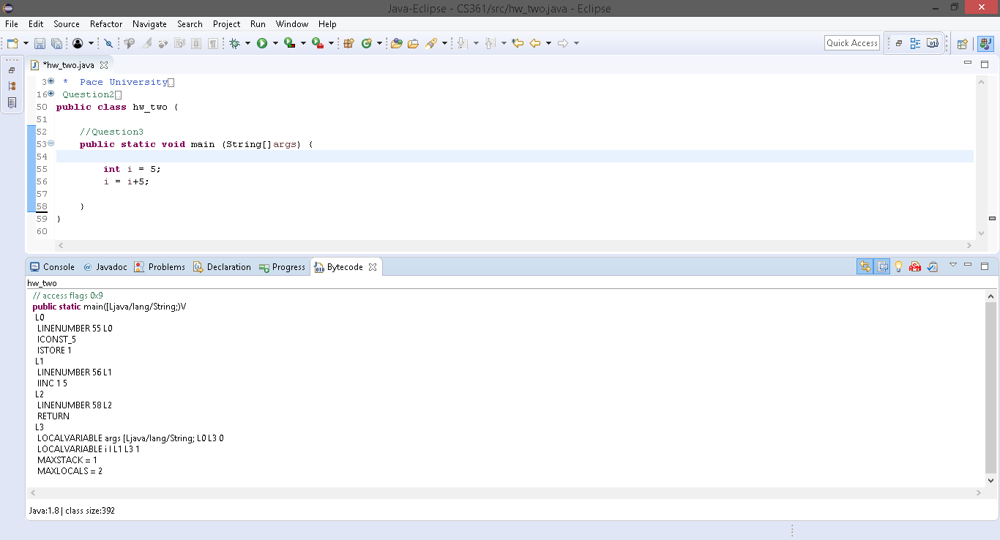 Java-Eclipse - CS361/src/hw_two.java - Eclipse
File Edit Source Refactor Navigate Search Project Run Window Help
Quick Access
*hw_two.java
3 * Pace University
16 Question2
50 public class hw_two {
51
52 //Question3
53 public static void main (String[]args) {
54
55 int i = 5;
56 i = i+5;
57
58 }
59 }
60
Console @ Javadoc Problems Declaration Progress Bytecode
hw_two
// access flags 0x9
public static main([Ljava/lang/String;)V
L0
LINENUMBER 55 L0
ICONST_5
ISTORE 1
L1
LINENUMBER 56 L1
IINC 1 5
L2
LINENUMBER 58 L2
RETURN
L3
LOCALVARIABLE args [Ljava/lang/String; L0 L3 0
LOCALVARIABLE i I L1 L3 1
MAXSTACK = 1
MAXLOCALS = 2
Java:1.8 | class size:392